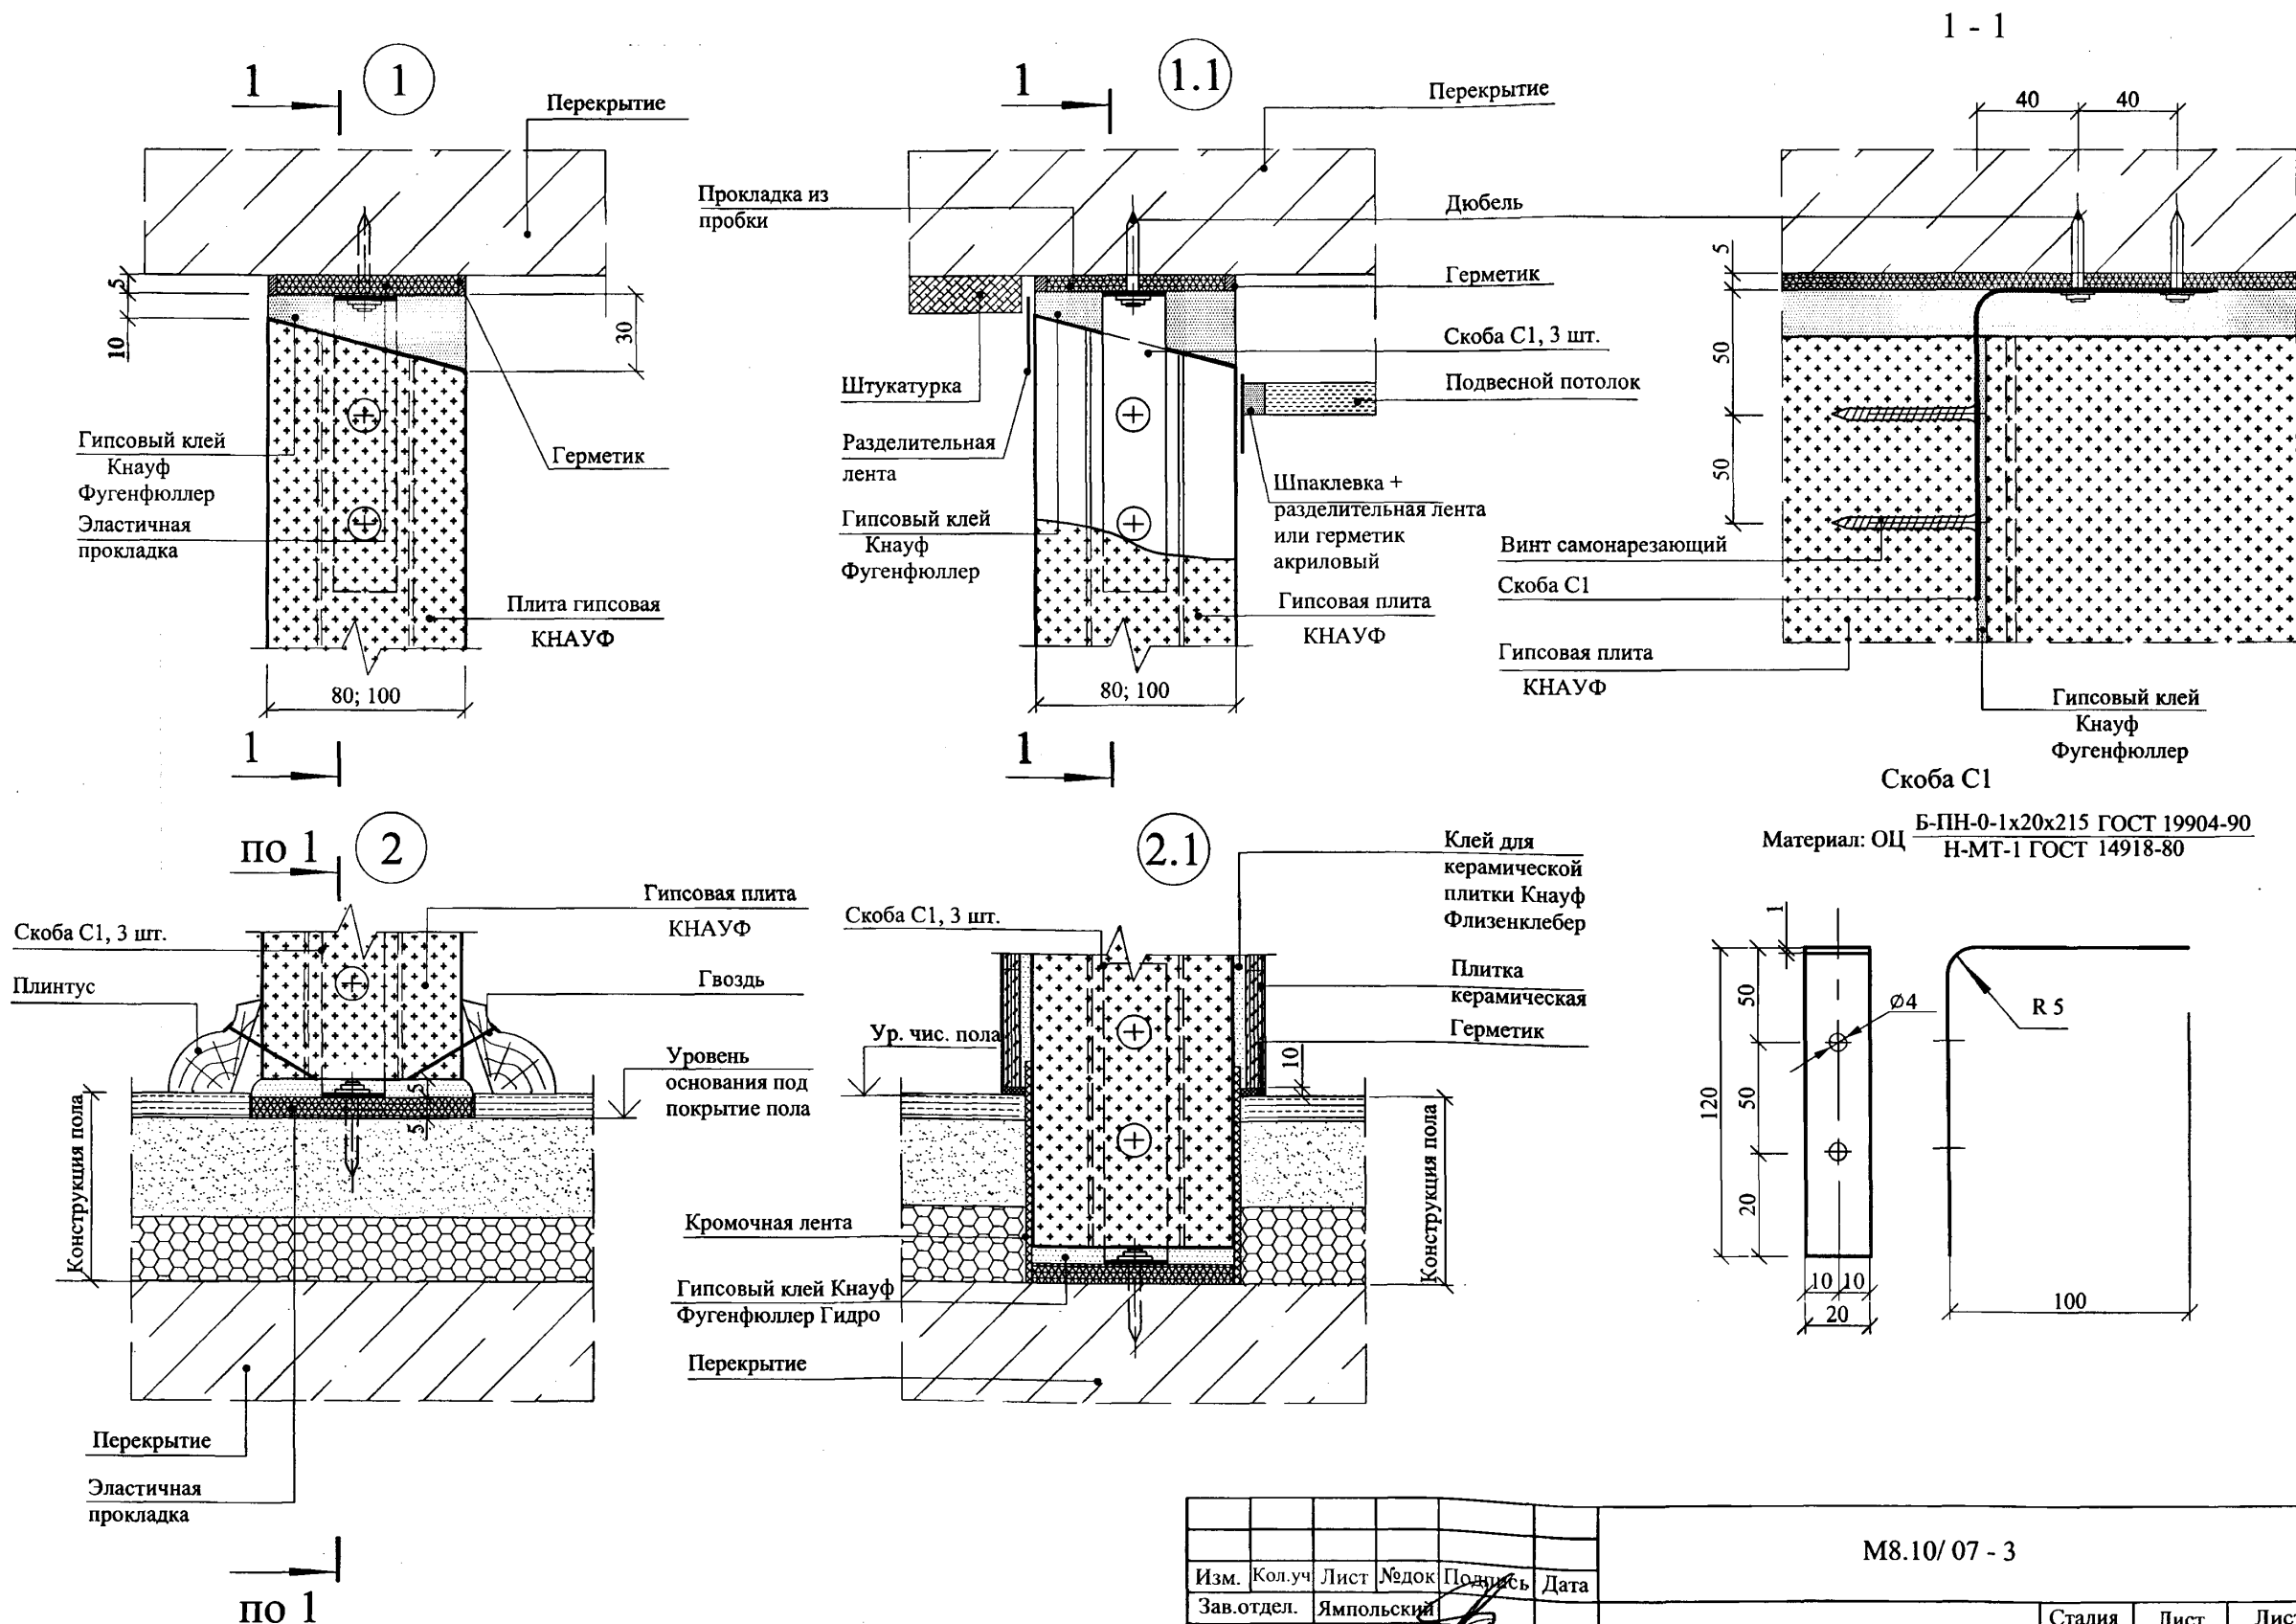 1
1
Перекрытие
5
10
30
Гипсовый клей
Кнауф
Фугенфюллер
Эластичная
прокладка
Герметик
Плита гипсовая
КНАУФ
80; 100
1
1
1.1
Перекрытие
Прокладка из
пробки
Дюбель
Герметик
Скоба С1, 3 шт.
Подвесной потолок
Штукатурка
Разделительная
лента
Гипсовый клей
Кнауф
Фугенфюллер
Шпаклевка +
разделительная лента
или герметик
акриловый
Гипсовая плита
КНАУФ
80; 100
1
1 - 1
40
40
5
50
50
Винт самонарезающий
Скоба С1
Гипсовая плита
КНАУФ
Гипсовый клей
Кнауф
Фугенфюллер
по 1
2
Гипсовая плита
КНАУФ
Скоба С1, 3 шт.
Плинтус
Гвоздь
Уровень
основания под
покрытие пола
5
5
Конструкция пола
Перекрытие
Эластичная
прокладка
по 1
2.1
Клей для
керамической
плитки Кнауф
Флизенклебер
Скоба С1, 3 шт.
Плитка
керамическая
Герметик
Ур. чис. пола
10
Кромочная лента
Конструкция пола
Гипсовый клей Кнауф
Фугенфюллер Гидро
Перекрытие
Скоба С1
Материал: ОЦ
Б-ПН-0-1х20х215 ГОСТ 19904-90
Н-МТ-1 ГОСТ 14918-80
1
50
Ø4
R 5
120
50
20
10
10
20
100
М8.10/ 07 - 3
Изм.
Кол.уч
Лист
№док
Подпись
Дата
Зав.отдел.
Ямпольский
Стадия
Лист
Лист